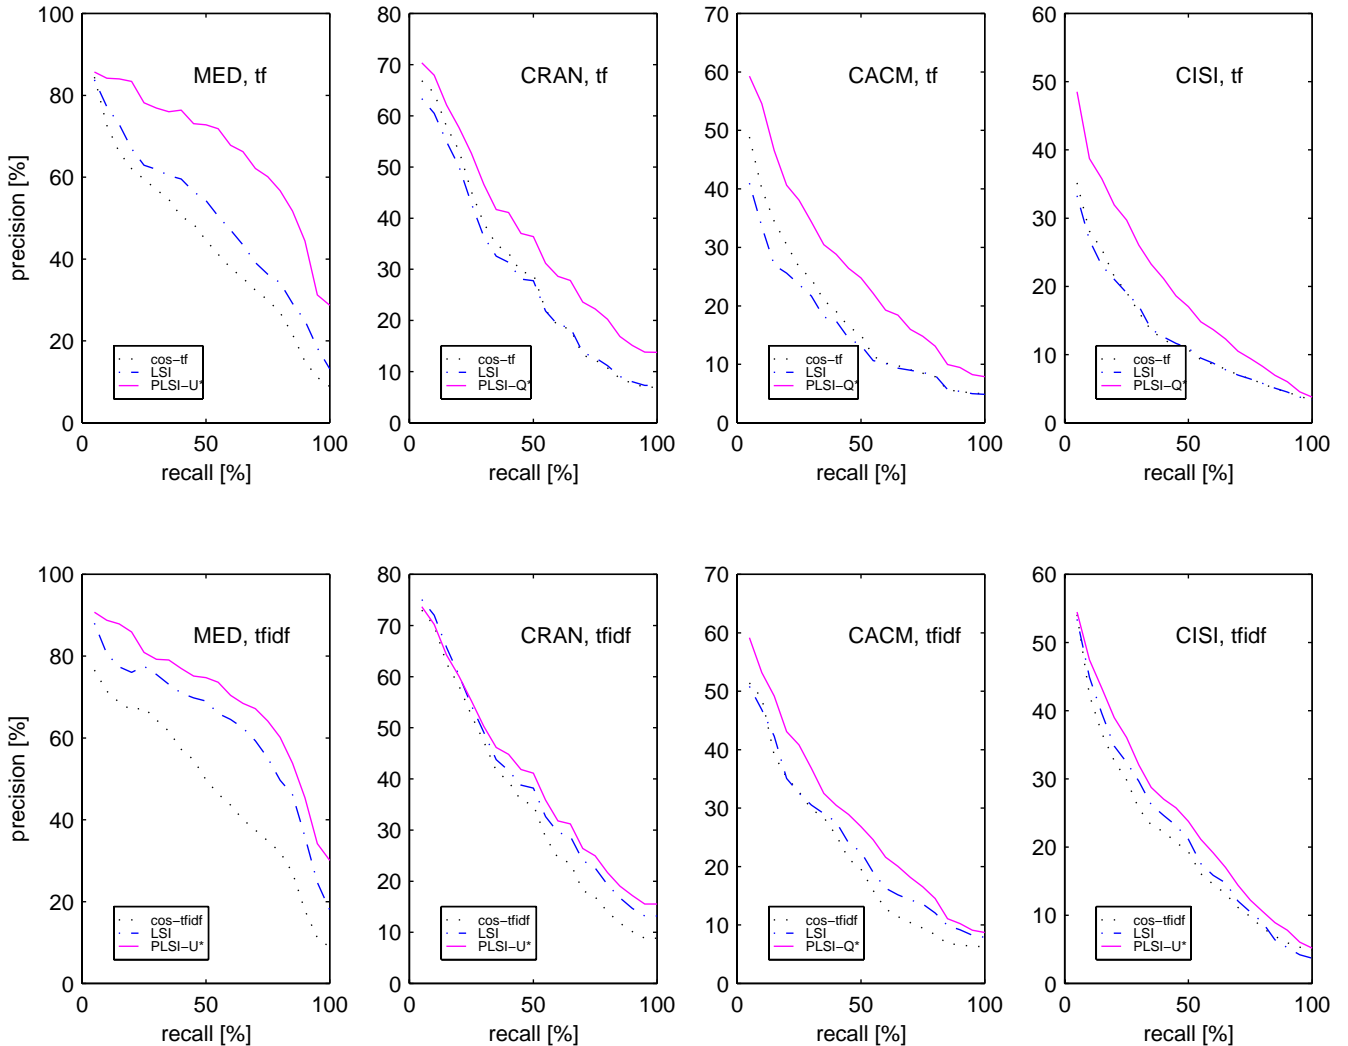 MED, tf
precision [%]
100
80
60
40
20
0
cos-tf
LSI
PLSI-U*
0 50 100
recall [%]
CRAN, tf
80
70
60
50
40
30
20
10
0
cos-tf
LSI
PLSI-Q*
0 50 100
recall [%]
CACM, tf
70
60
50
40
30
20
10
0
cos-tf
LSI
PLSI-Q*
0 50 100
recall [%]
CISI, tf
60
50
40
30
20
10
0
cos-tf
LSI
PLSI-Q*
0 50 100
recall [%]
MED, tfidf
precision [%]
100
80
60
40
20
0
cos-tfidf
LSI
PLSI-U*
0 50 100
recall [%]
CRAN, tfidf
80
70
60
50
40
30
20
10
0
cos-tfidf
LSI
PLSI-U*
0 50 100
recall [%]
CACM, tfidf
70
60
50
40
30
20
10
0
cos-tfidf
LSI
PLSI-Q*
0 50 100
recall [%]
CISI, tfidf
60
50
40
30
20
10
0
cos-tfidf
LSI
PLSI-U*
0 50 100
recall [%]